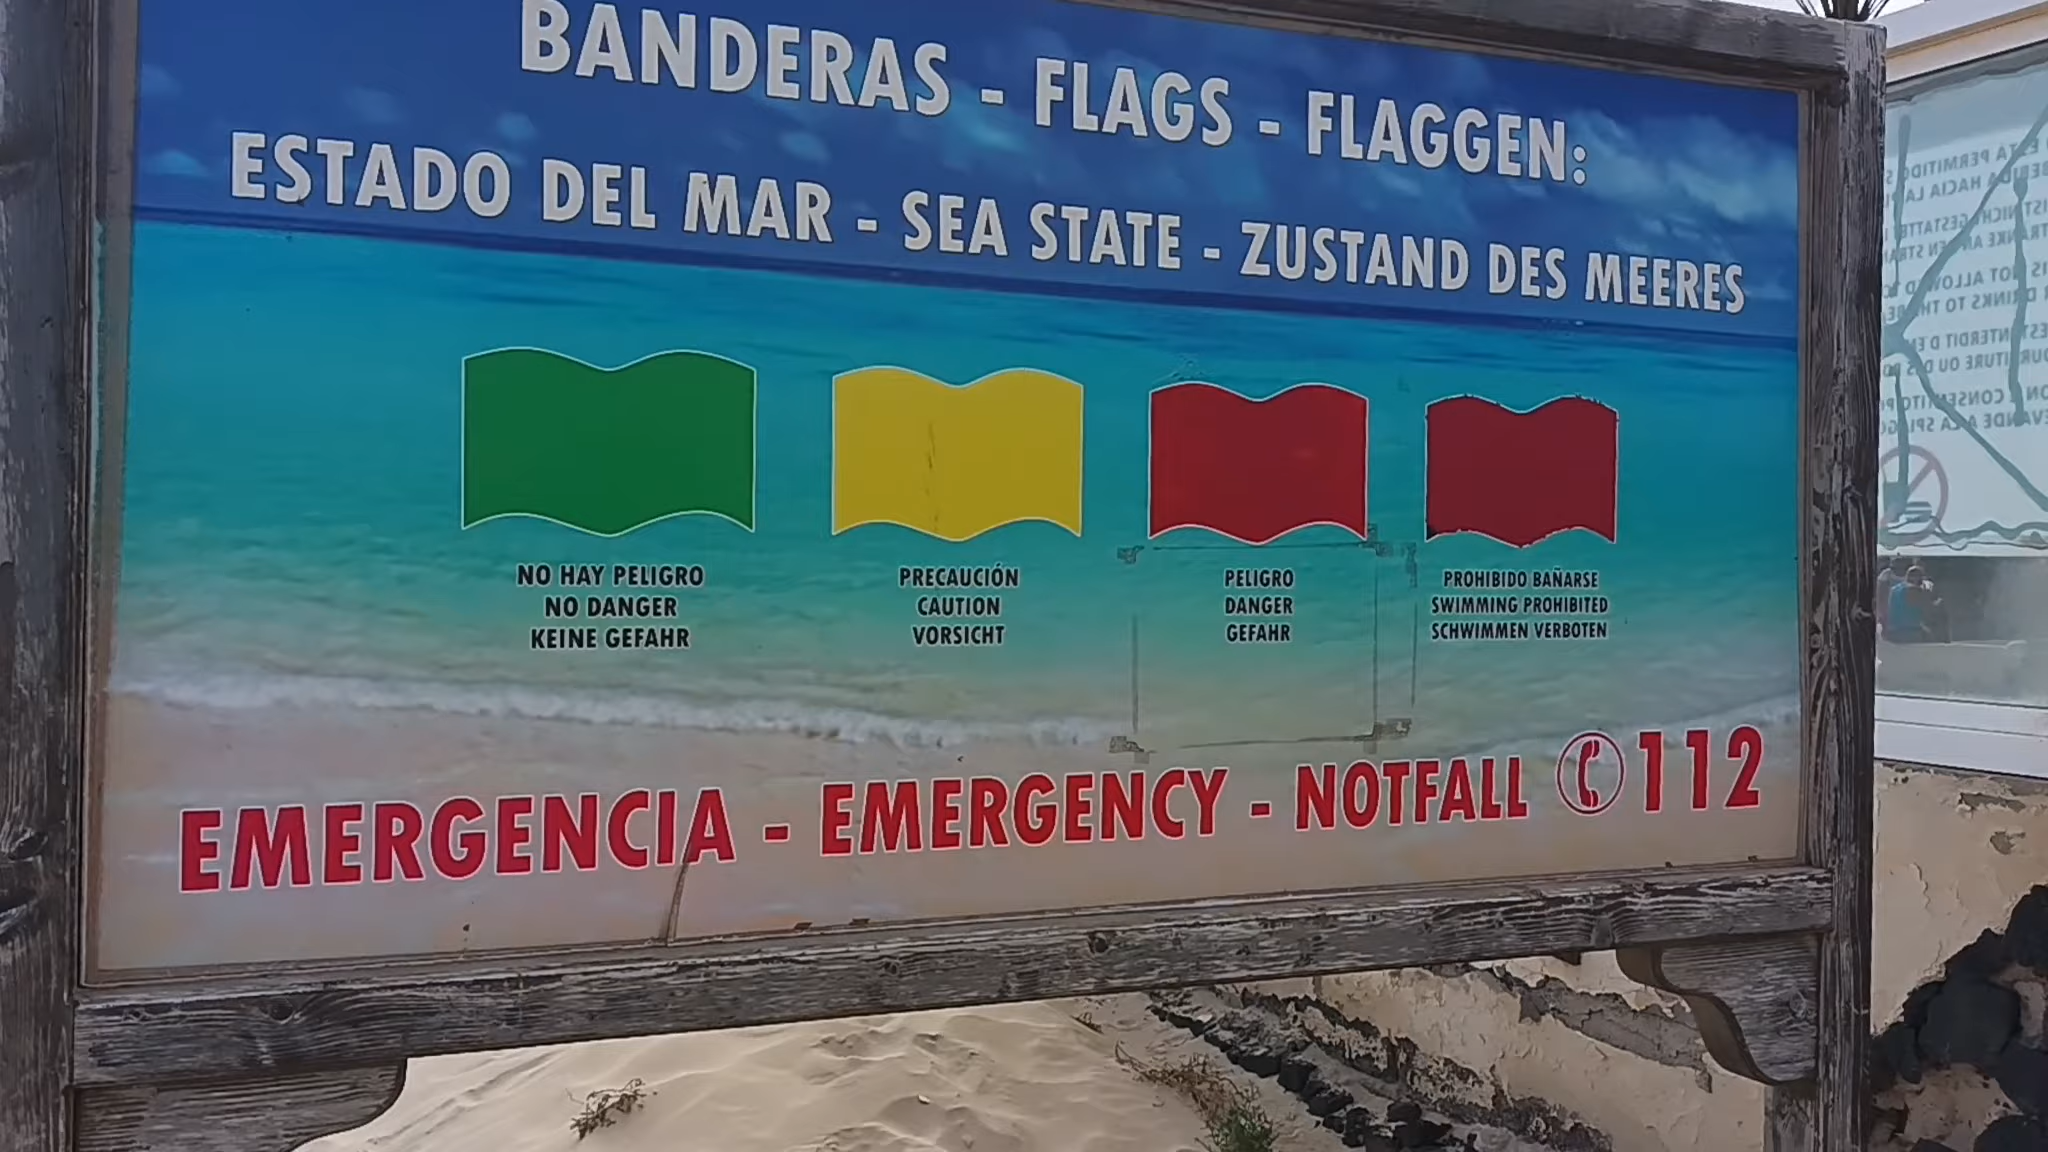 BANDERAS - FLAGS - FLAGGEN:
ESTADO DEL MAR - SEA STATE - ZUSTAND DES MEERES
NO HAY PELIGRO
NO DANGER
KEINE GEFAHR
PRECAUCIÓN
CAUTION
VORSICHT
PELIGRO
DANGER
GEFAHR
PROHIBIDO BAÑARSE
SWIMMING PROHIBITED
SCHWIMMEN VERBOTEN
EMERGENCIA - EMERGENCY - NOTFALL 112